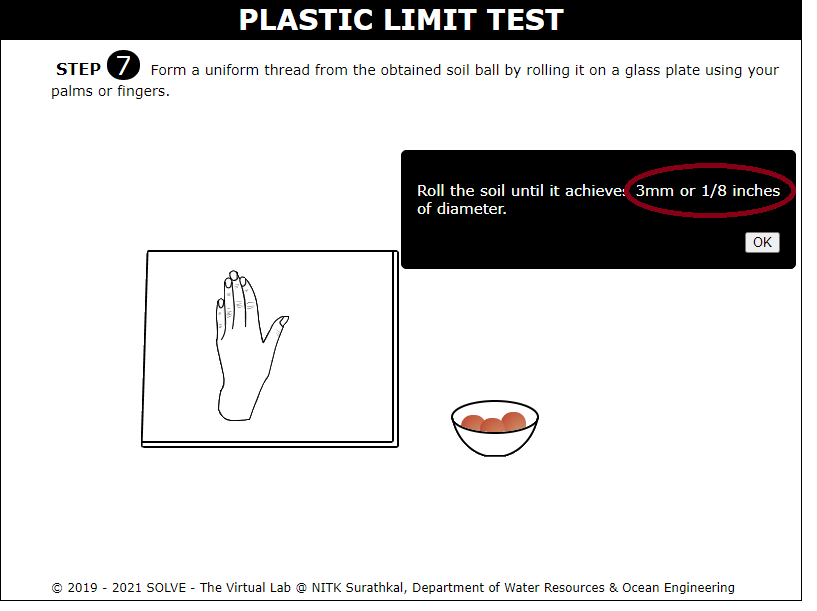 PLASTIC LIMIT TEST
STEP 7 Form a uniform thread from the obtained soil ball by rolling it on a glass plate using your
palms or fingers.
Roll the soil until it achieves 3mm or 1/8 inches
of diameter.
OK
© 2019 - 2021 SOLVE - The Virtual Lab @ NITK Surathkal, Department of Water Resources & Ocean Engineering